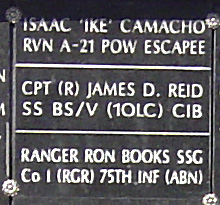 ISAAC 'IKE' CAMACHO
RVN A-21 POW ESCAPEE
CPT (R) JAMES D. REID
SS BS/V (1OLC) CIB
RANGER RON BOOKS SSG
Co I (RGR) 75TH INF (ABN)